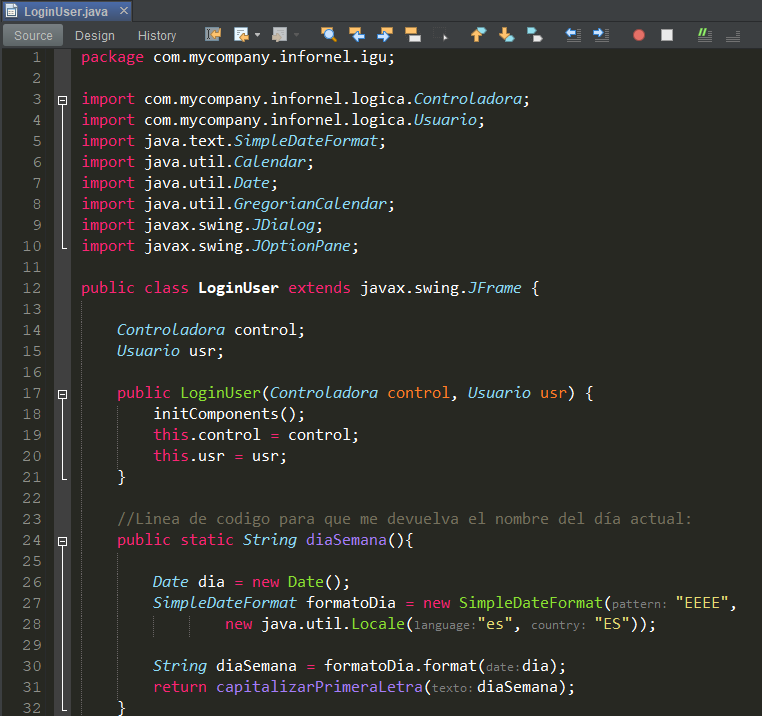 LoginUser.java
Source Design History
1 package com.mycompany.infornel.igu;
2
3 import com.mycompany.infornel.logica.Controladora;
4 import com.mycompany.infornel.logica.Usuario;
5 import java.text.SimpleDateFormat;
6 import java.util.Calendar;
7 import java.util.Date;
8 import java.util.GregorianCalendar;
9 import javax.swing.JDialog;
10 import javax.swing.JOptionPane;
11
12 public class LoginUser extends javax.swing.JFrame {
13
14 Controladora control;
15 Usuario usr;
16
17 public LoginUser(Controladora control, Usuario usr) {
18 initComponents();
19 this.control = control;
20 this.usr = usr;
21 }
22
23 //Linea de codigo para que me devuelva el nombre del día actual:
24 public static String diaSemana(){
25
26 Date dia = new Date();
27 SimpleDateFormat formatoDia = new SimpleDateFormat(pattern: "EEEE",
28 new java.util.Locale(language:"es", country: "ES"));
29
30 String diaSemana = formatoDia.format(date:dia);
31 return capitalizarPrimeraLetra(texto:diaSemana);
32 }